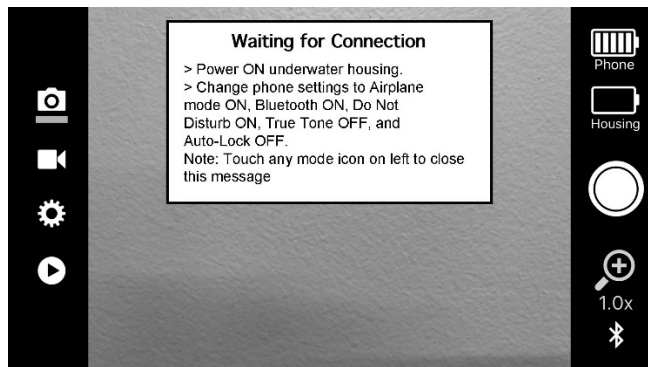 Waiting for Connection
> Power ON underwater housing.
> Change phone settings to Airplane
mode ON, Bluetooth ON, Do Not
Disturb ON, True Tone OFF, and
Auto-Lock OFF.
Note: Touch any mode icon on left to close
this message
Phone
Housing
1.0x